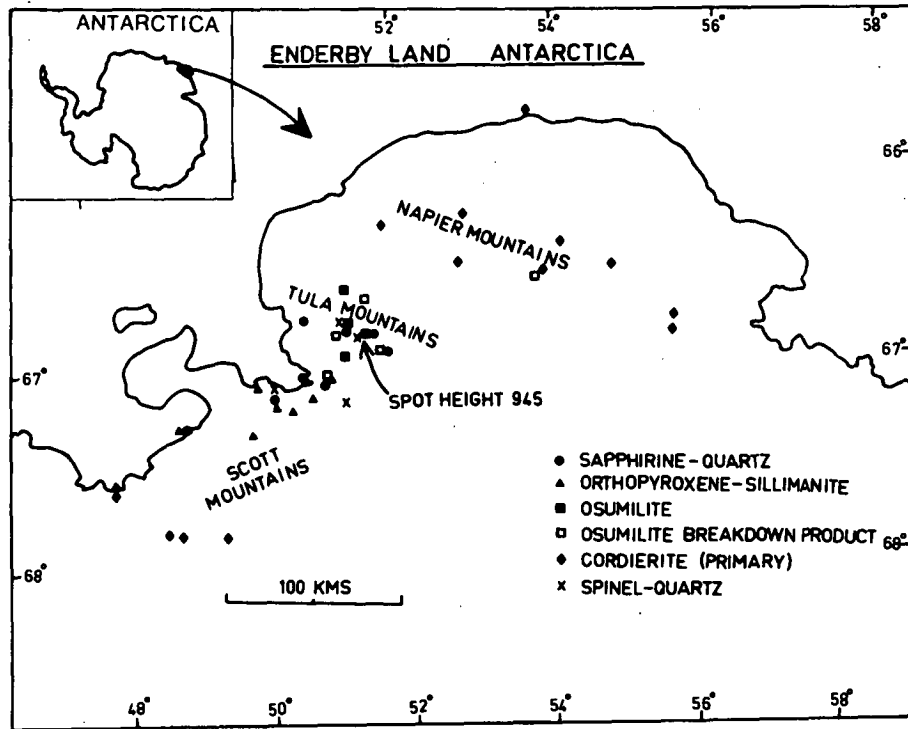 ANTARCTICA
52°
54°
56°
58°
ENDERBY LAND ANTARCTICA
66°
NAPIER MOUNTAINS
TULA MOUNTAINS
67°
67°
SPOT HEIGHT 945
SCOTT
MOUNTAINS
● SAPPHIRINE-QUARTZ
▲ ORTHOPYROXENE-SILLIMANITE
■ OSUMILITE
□ OSUMILITE BREAKDOWN PRODUCT
68°
◆ CORDIERITE (PRIMARY)
68°
100 KMS
x SPINEL-QUARTZ
48°
50°
52°
54°
56°
58°